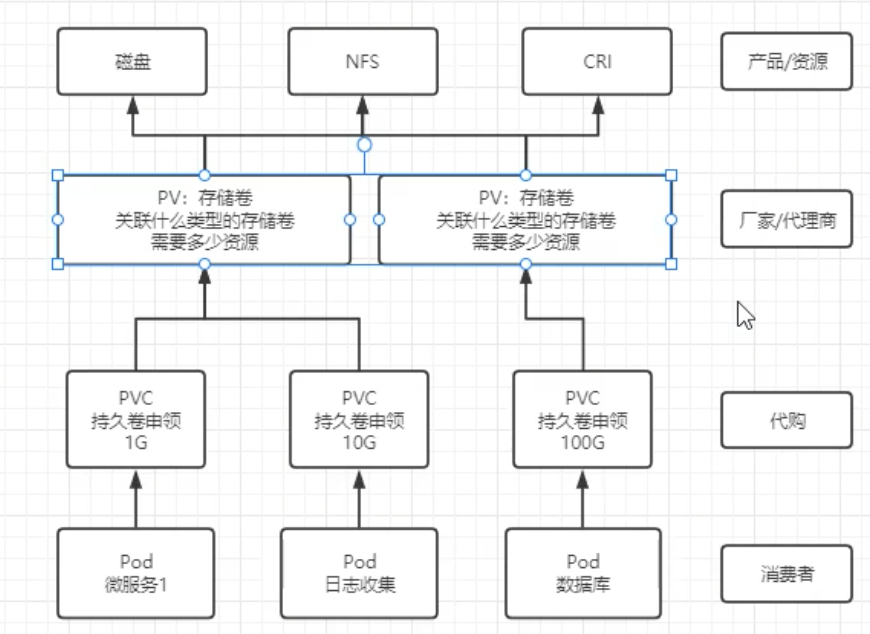 磁盘
NFS
CRI
产品/资源
PV：存储卷
关联什么类型的存储卷
需要多少资源
PV：存储卷
关联什么类型的存储卷
需要多少资源
厂家/代理商
PVC
持久卷申领
1G
PVC
持久卷申领
10G
PVC
持久卷申领
100G
代购
Pod
微服务1
Pod
日志收集
Pod
数据库
消费者